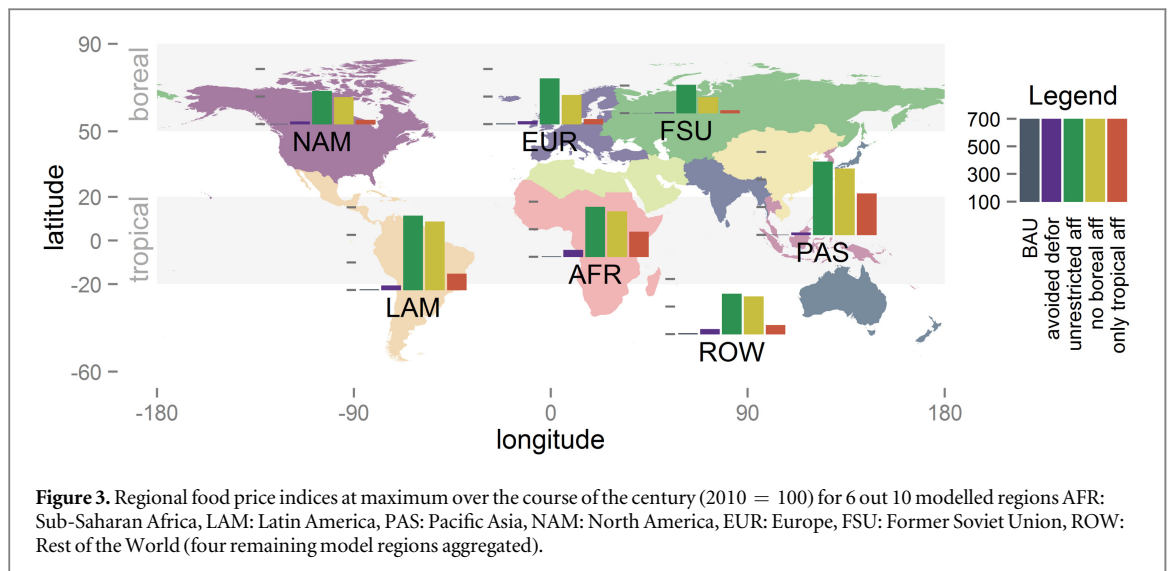 90
50
20
0
-20
-60
latitude
boreal
tropical
-180
-90
0
90
180
longitude
NAM
EUR
FSU
LAM
AFR
PAS
ROW
Legend
700
500
300
100
BAU
avoided defor
unrestricted aff
no boreal aff
only tropical aff
Figure 3. Regional food price indices at maximum over the course of the century (2010 = 100) for 6 out 10 modelled regions AFR:
Sub-Saharan Africa, LAM: Latin America, PAS: Pacific Asia, NAM: North America, EUR: Europe, FSU: Former Soviet Union, ROW:
Rest of the World (four remaining model regions aggregated).